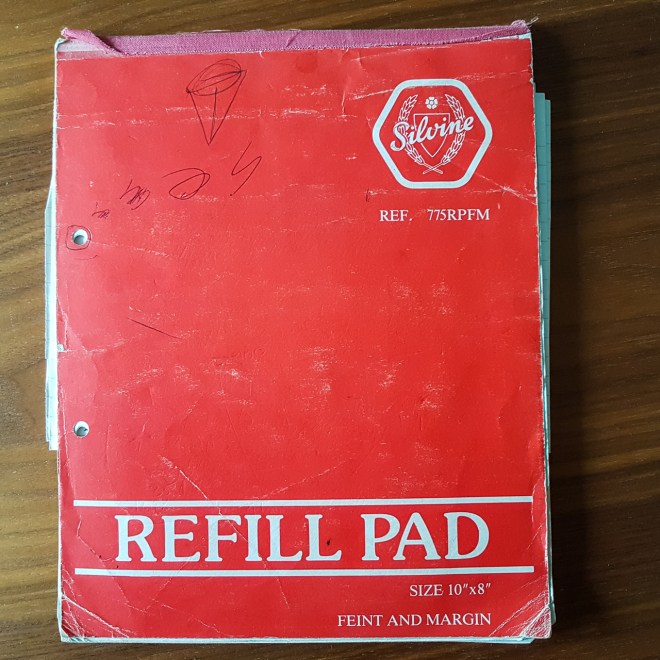 Silvine
REF. 775RPFM
REFILL PAD
SIZE 10"x8"
FEINT AND MARGIN